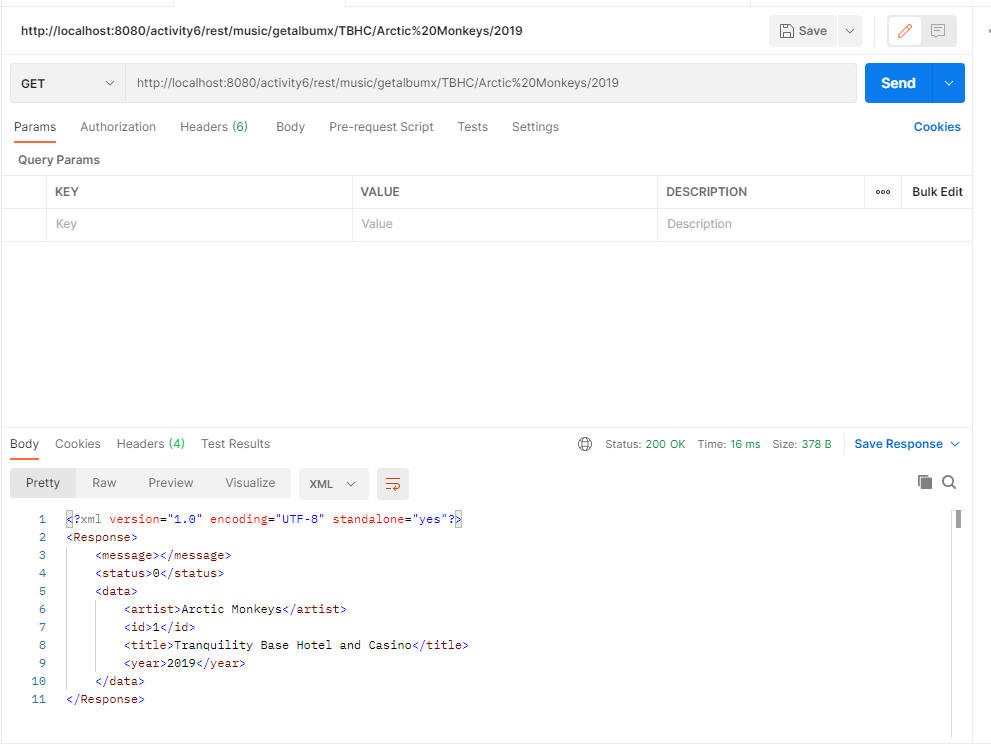 http://localhost:8080/activity6/rest/music/getalbumx/TBHC/Arctic%20Monkeys/2019 Save
GET http://localhost:8080/activity6/rest/music/getalbumx/TBHC/Arctic%20Monkeys/2019 Send
Params Authorization Headers (6) Body Pre-request Script Tests Settings Cookies
Query Params
KEY VALUE DESCRIPTION ooo Bulk Edit
Key Value Description
Body Cookies Headers (4) Test Results Status: 200 OK Time: 16 ms Size: 378 B Save Response
Pretty Raw Preview Visualize XML
1 <?xml version="1.0" encoding="UTF-8" standalone="yes"?>
2 <Response>
3 <message></message>
4 <status>0</status>
5 <data>
6 <artist>Arctic Monkeys</artist>
7 <id>1</id>
8 <title>Tranquility Base Hotel and Casino</title>
9 <year>2019</year>
10 </data>
11 </Response>